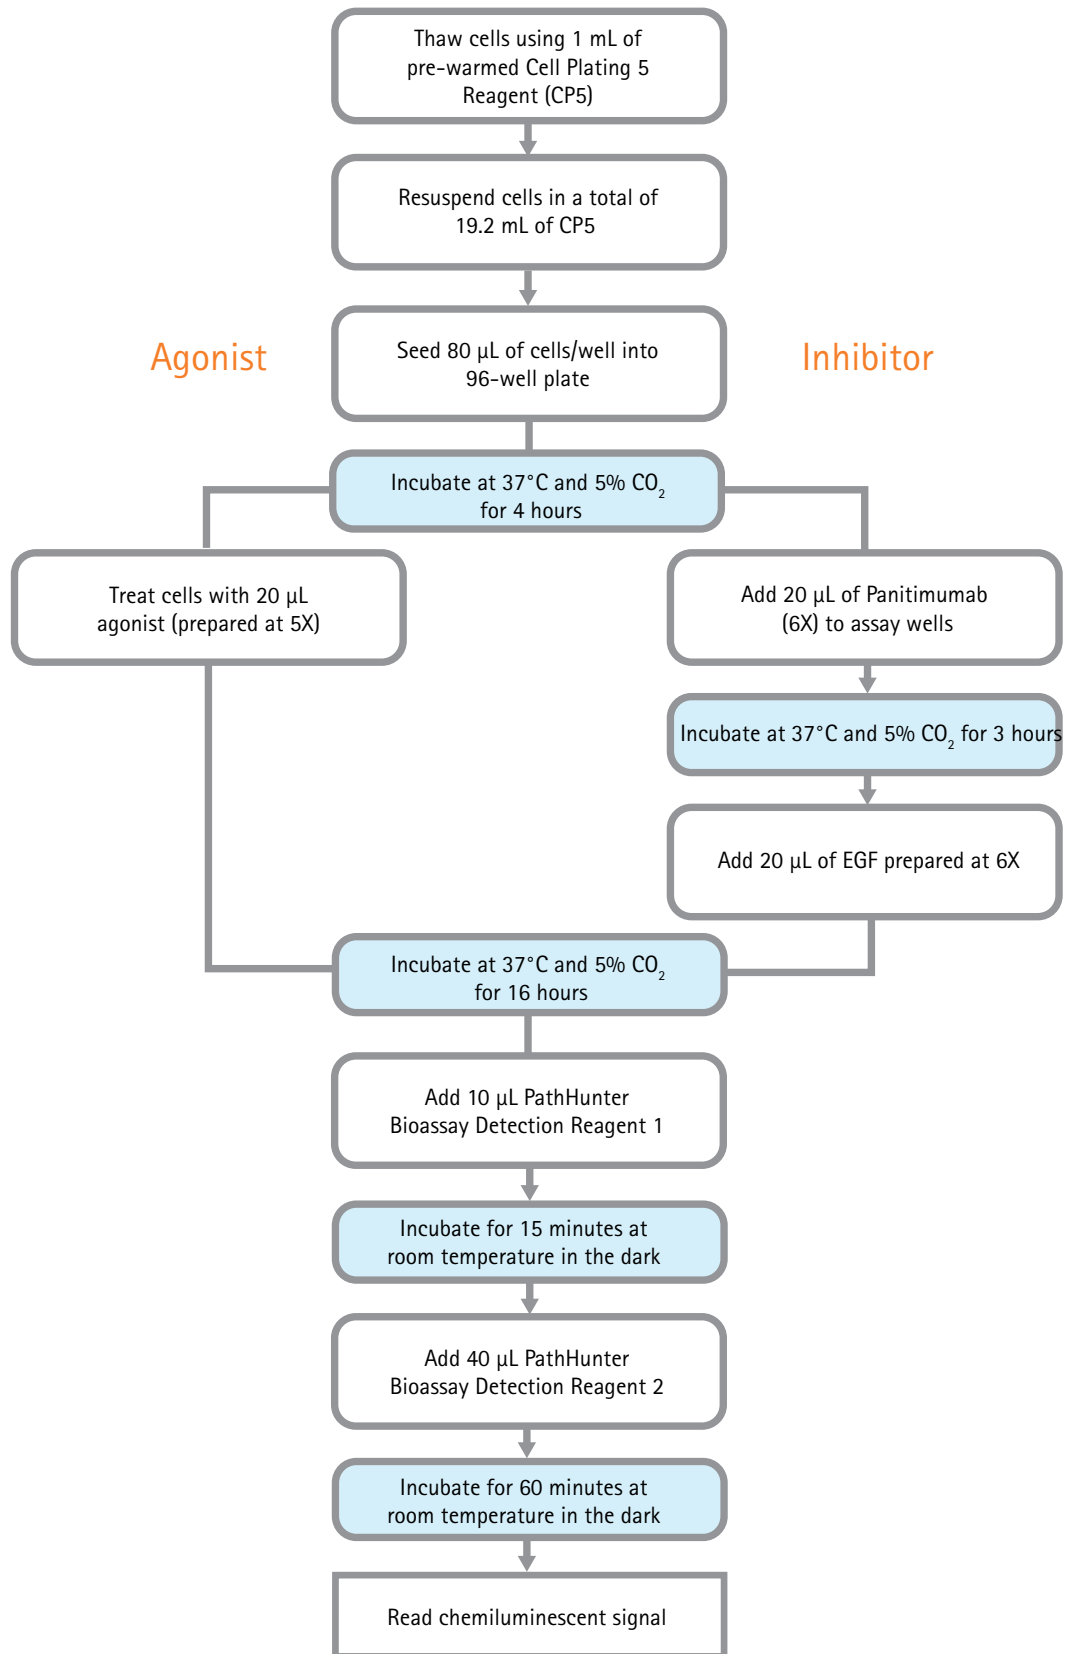 Thaw cells using 1 mL of
pre-warmed Cell Plating 5
Reagent (CP5)
Resuspend cells in a total of
19.2 mL of CP5
Agonist
Seed 80 µL of cells/well into
96-well plate
Inhibitor
Incubate at 37°C and 5% CO₂
for 4 hours
Treat cells with 20 µL
agonist (prepared at 5X)
Add 20 µL of Panitimumab
(6X) to assay wells
Incubate at 37°C and 5% CO₂ for 3 hours
Add 20 µL of EGF prepared at 6X
Incubate at 37°C and 5% CO₂
for 16 hours
Add 10 µL PathHunter
Bioassay Detection Reagent 1
Incubate for 15 minutes at
room temperature in the dark
Add 40 µL PathHunter
Bioassay Detection Reagent 2
Incubate for 60 minutes at
room temperature in the dark
Read chemiluminescent signal